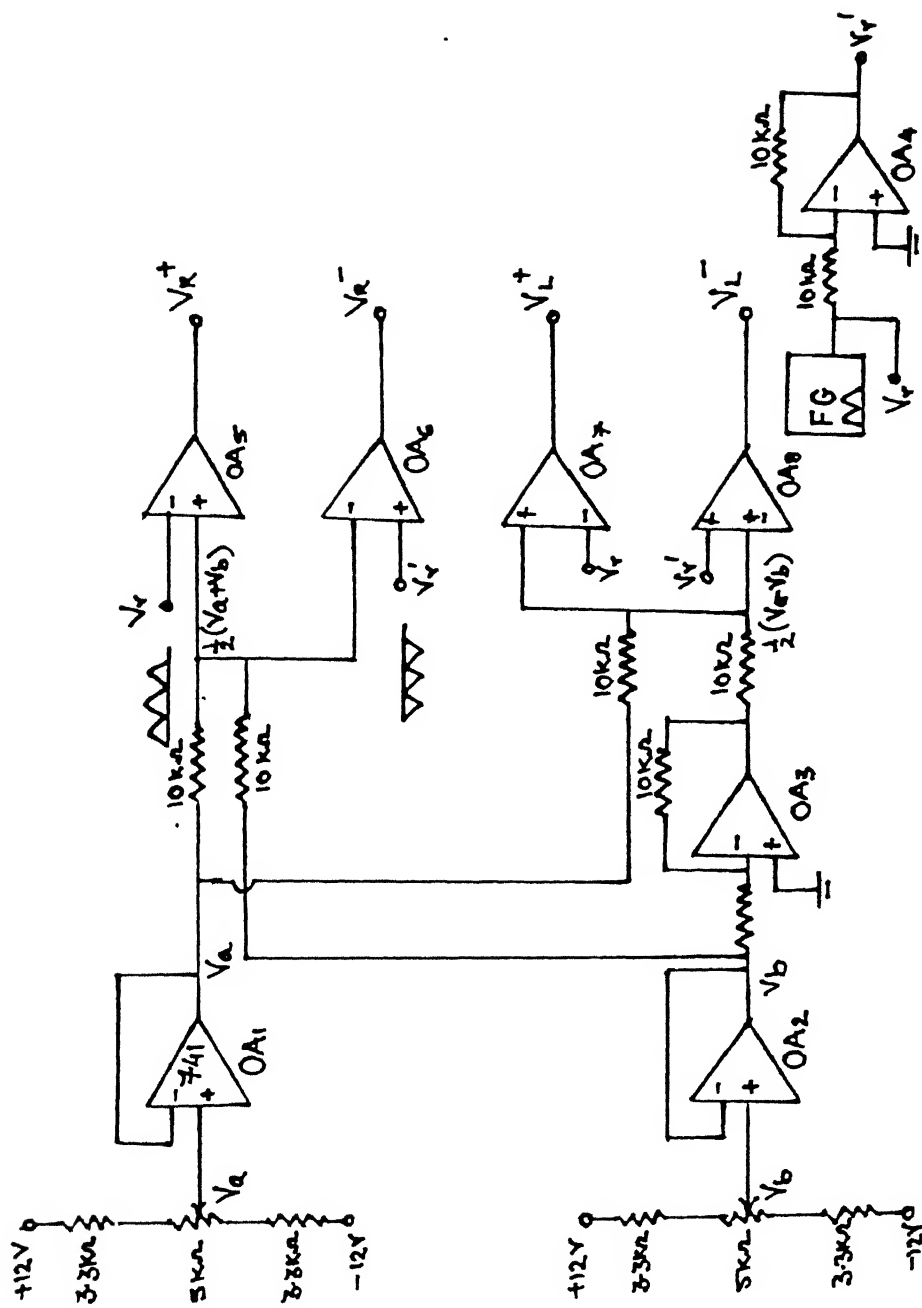 +12V
3.3KΩ
5KΩ
3.3KΩ
-12V
Va
741
-
+
OA1
Va
10KΩ
10KΩ
Vr
½(Va+Vb)
-
+
OA5
VR+
Vr'
-
+
OA6
VR-
+12V
3.3KΩ
5KΩ
3.3KΩ
-12V
Vb
-
+
OA2
Vb
10KΩ
-
+
OA3
10KΩ
10KΩ
½(Va-Vb)
+
-
Vr
OA7
VL+
Vr'
+
OA8
VL-
FG
Vr
10KΩ
10KΩ
-
+
OA4
Vr'